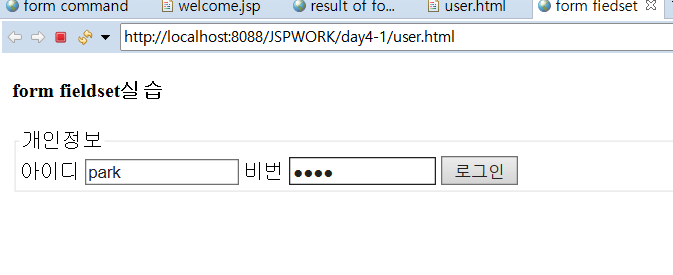 form command welcome.jsp result of fo... user.html form fiedset
http://localhost:8088/JSPWORK/day4-1/user.html
form fieldset실습
개인정보
아이디 park 비번 •••• 로그인